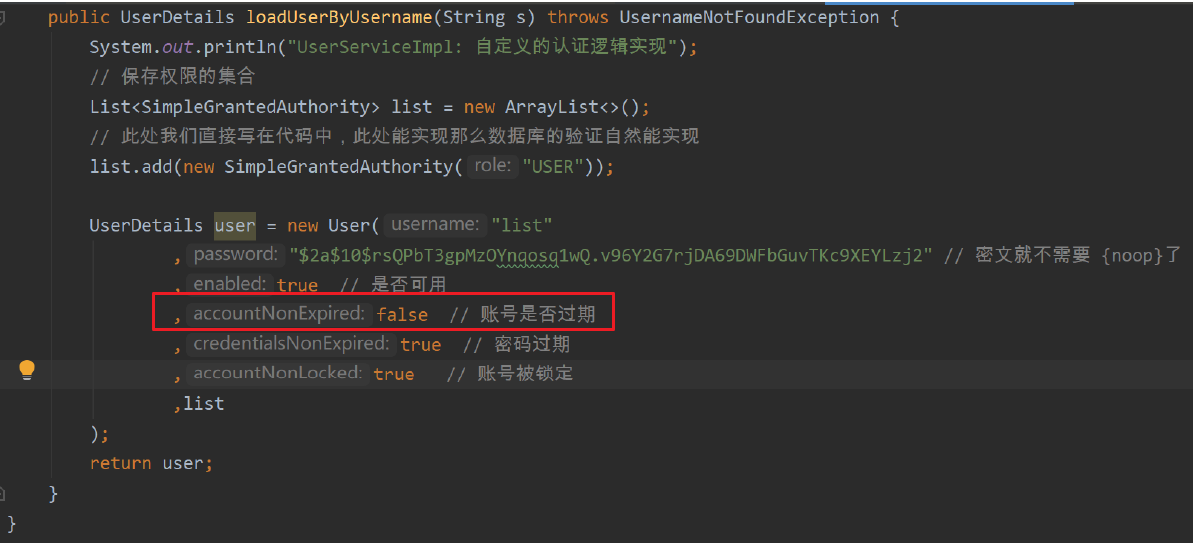 public UserDetails loadUserByUsername(String s) throws UsernameNotFoundException {
System.out.println("UserServiceImpl: 自定义的认证逻辑实现");
// 保存权限的集合
List<SimpleGrantedAuthority> list = new ArrayList<>();
// 此处我们直接写在代码中，此处能实现那么数据库的验证自然能实现
list.add(new SimpleGrantedAuthority( role: "USER"));
UserDetails user = new User( username: "list"
, password: "$2a$10$rsQPbT3gpMzOYnqosq1wQ.v96Y2G7rjDA69DWFbGuvTKc9XEYLzj2" // 密文就不需要 {noop}了
, enabled: true // 是否可用
, accountNonExpired: false // 账号是否过期
, credentialsNonExpired: true // 密码过期
, accountNonLocked: true // 账号被锁定
,list
);
return user;
}
}